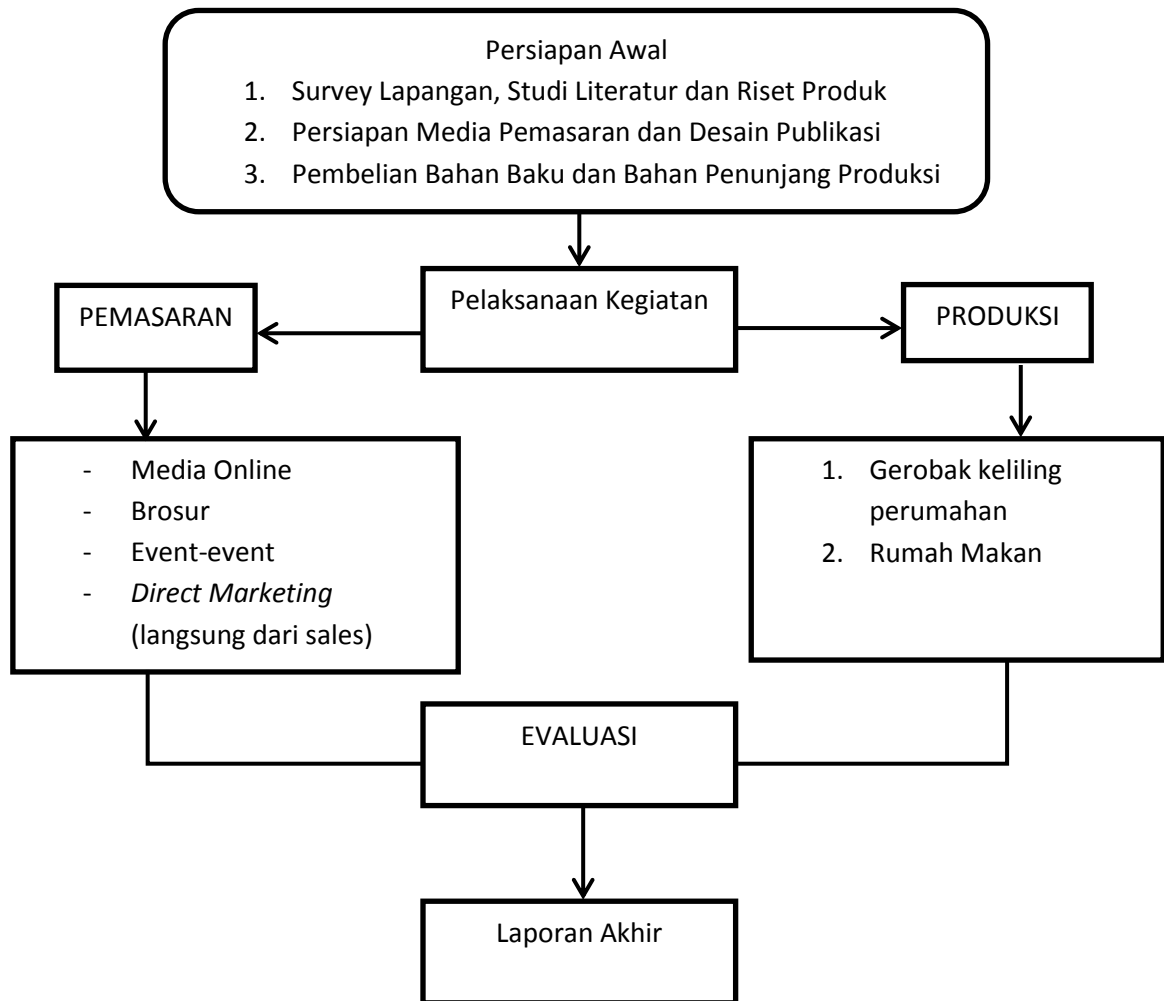 Persiapan Awal
1. Survey Lapangan, Studi Literatur dan Riset Produk
2. Persiapan Media Pemasaran dan Desain Publikasi
3. Pembelian Bahan Baku dan Bahan Penunjang Produksi
Pelaksanaan Kegiatan
PEMASARAN
PRODUKSI
- Media Online
- Brosur
- Event-event
- Direct Marketing
(langsung dari sales)
1. Gerobak keliling
perumahan
2. Rumah Makan
EVALUASI
Laporan Akhir